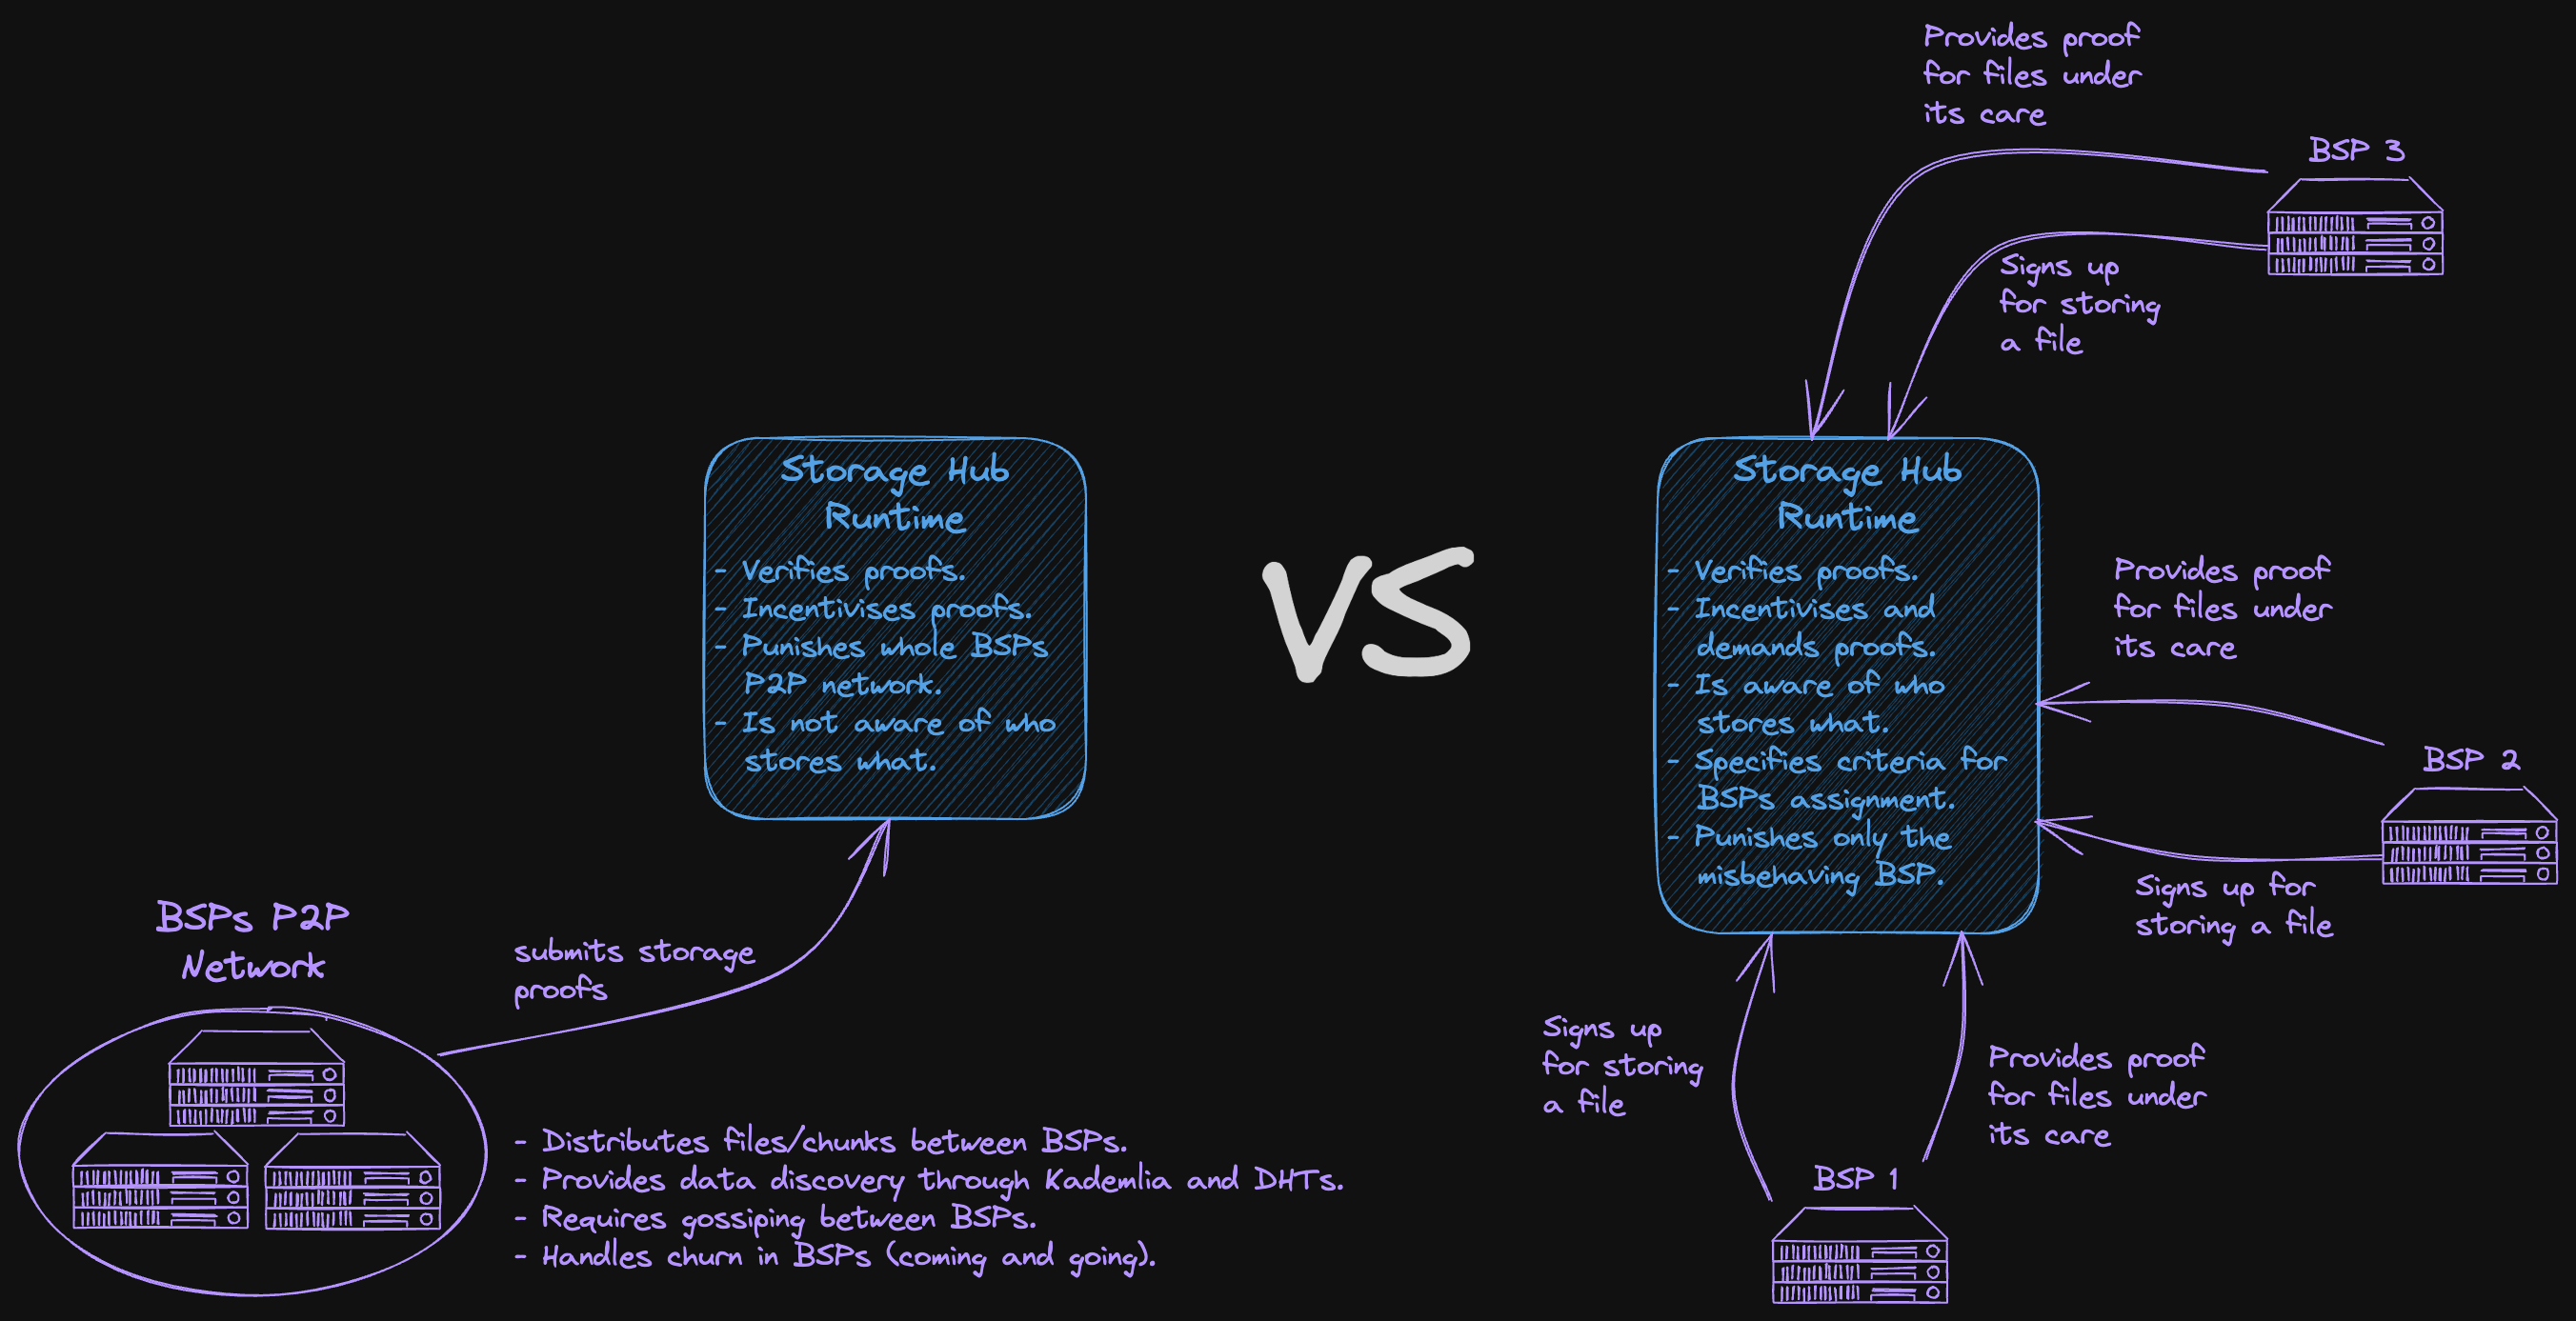 Storage Hub
Runtime
- Verifies proofs.
- Incentivises proofs.
- Punishes whole BSPs
P2P network.
- Is not aware of who
stores what.
BSPs P2P
Network
submits storage
proofs
- Distributes files/chunks between BSPs.
- Provides data discovery through Kademlia and DHTs.
- Requires gossiping between BSPs.
- Handles churn in BSPs (coming and going).
VS
Provides proof
for files under
its care
BSP 3
Signs up
for storing
a file
Storage Hub
Runtime
- Verifies proofs.
- Incentivises and
demands proofs.
- Is aware of who
stores what.
- Specifies criteria for
BSPs assignment.
- Punishes only the
misbehaving BSP.
Provides proof
for files under
its care
BSP 2
Signs up for
storing a file
Signs up
for storing
a file
Provides proof
for files under
its care
BSP 1